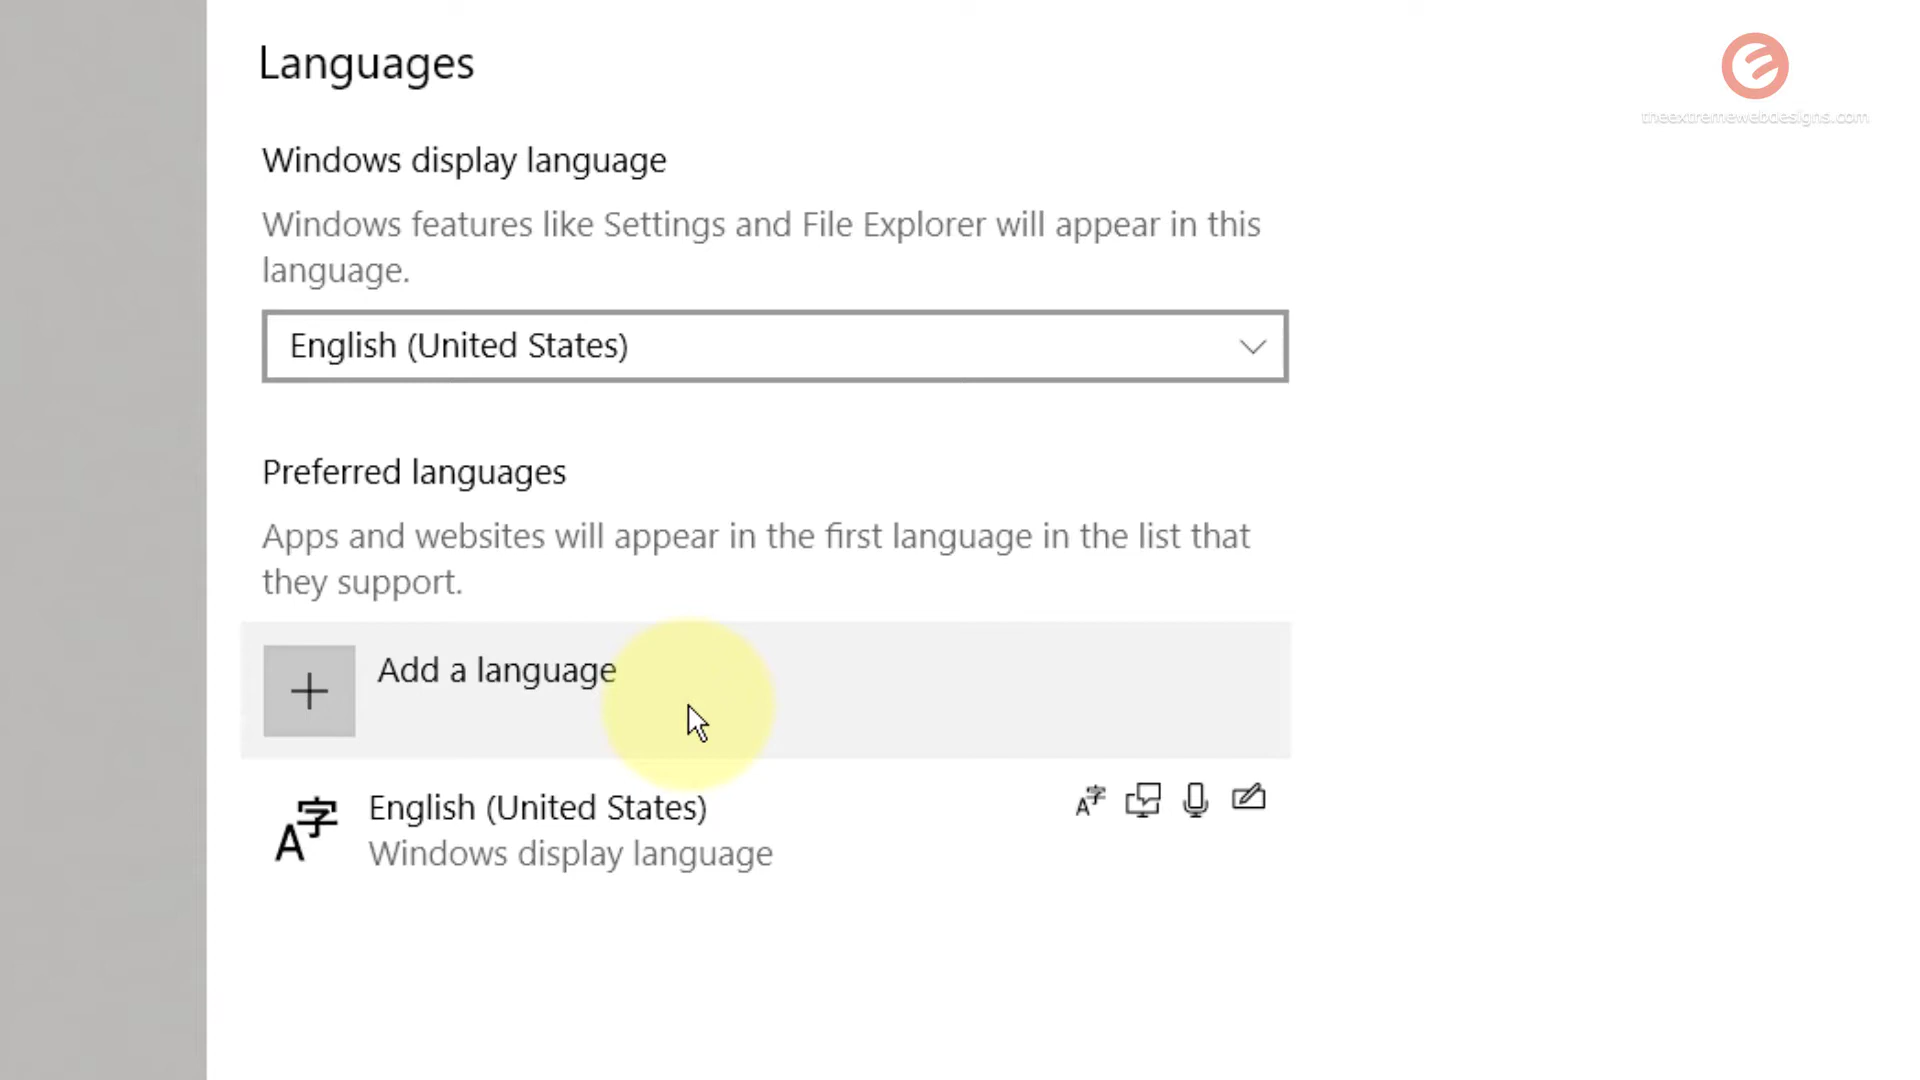 Languages
theextremewebdesigns.com
Windows display language
Windows features like Settings and File Explorer will appear in this
language.
English (United States)
Preferred languages
Apps and websites will appear in the first language in the list that
they support.
Add a language
English (United States)
Windows display language